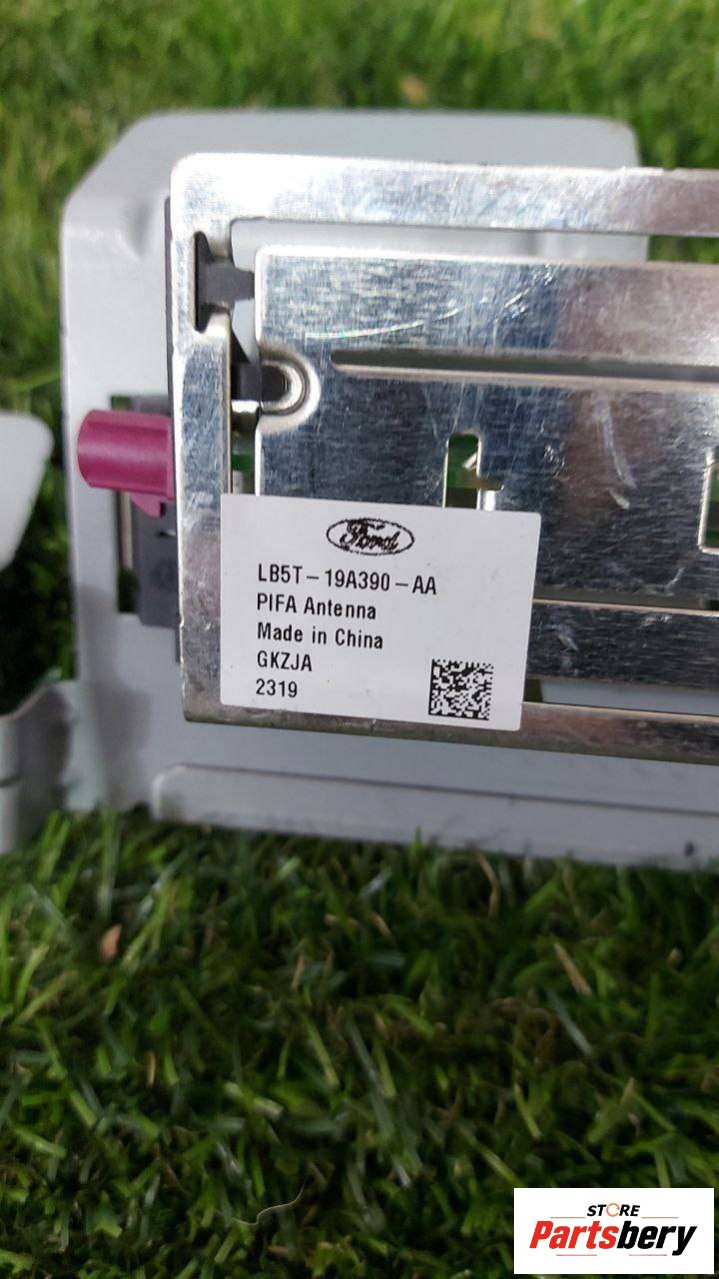 Ford
LB5T-19A390-AA
PIFA Antenna
Made in China
GKZJA
2319
STORE
Partsbery